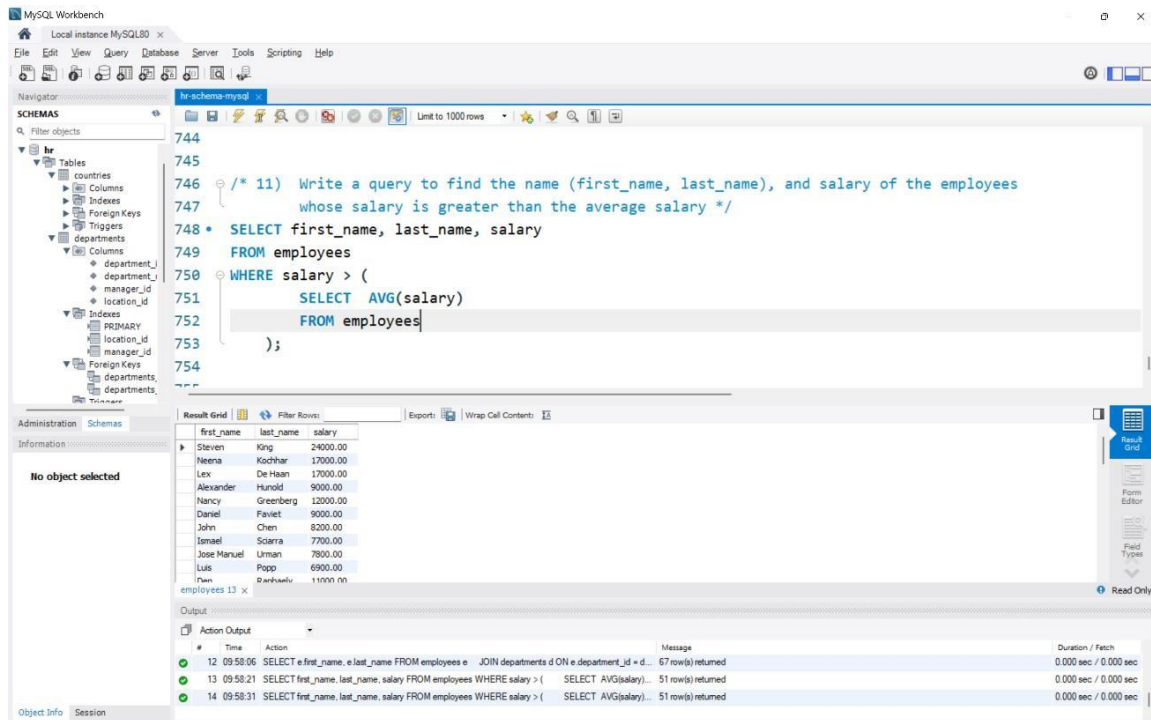 MySQL Workbench
Local instance MySQL80 ×
File Edit View Query Database Server Tools Scripting Help
Navigator
hr-schema-mysql ×
SCHEMAS
Limit to 1000 rows
Filter objects
hr
Tables
countries
Columns
Indexes
Foreign Keys
Triggers
departments
Columns
department_i
department_
manager_id
location_id
Indexes
PRIMARY
location_id
manager_id
Foreign Keys
departments_
departments_
Triggers
744
745
746 /* 11) Write a query to find the name (first_name, last_name), and salary of the employees
747 whose salary is greater than the average salary */
748 SELECT first_name, last_name, salary
749 FROM employees
750 WHERE salary > (
751 SELECT AVG(salary)
752 FROM employees
753 );
754
755
Administration Schemas
Information
No object selected
Result Grid Filter Rows: Export: Wrap Cell Content:
first_name last_name salary
Steven King 24000.00
Neena Kochhar 17000.00
Lex De Haan 17000.00
Alexander Hunold 9000.00
Nancy Greenberg 12000.00
Daniel Faviet 9000.00
John Chen 8200.00
Ismael Sciarra 7700.00
Jose Manuel Urman 7800.00
Luis Popp 6900.00
Den Raphaely 11000.00
Result Grid
Form Editor
Field Types
employees 13 ×
Read Only
Output
Action Output
# Time Action Message Duration / Fetch
12 09:58:06 SELECT e.first_name, e.last_name FROM employees e JOIN departments d ON e.department_id = d... 67 row(s) returned 0.000 sec / 0.000 sec
13 09:58:21 SELECT first_name, last_name, salary FROM employees WHERE salary > ( SELECT AVG(salary)... 51 row(s) returned 0.000 sec / 0.000 sec
14 09:58:31 SELECT first_name, last_name, salary FROM employees WHERE salary > ( SELECT AVG(salary)... 51 row(s) returned 0.000 sec / 0.000 sec
Object Info Session